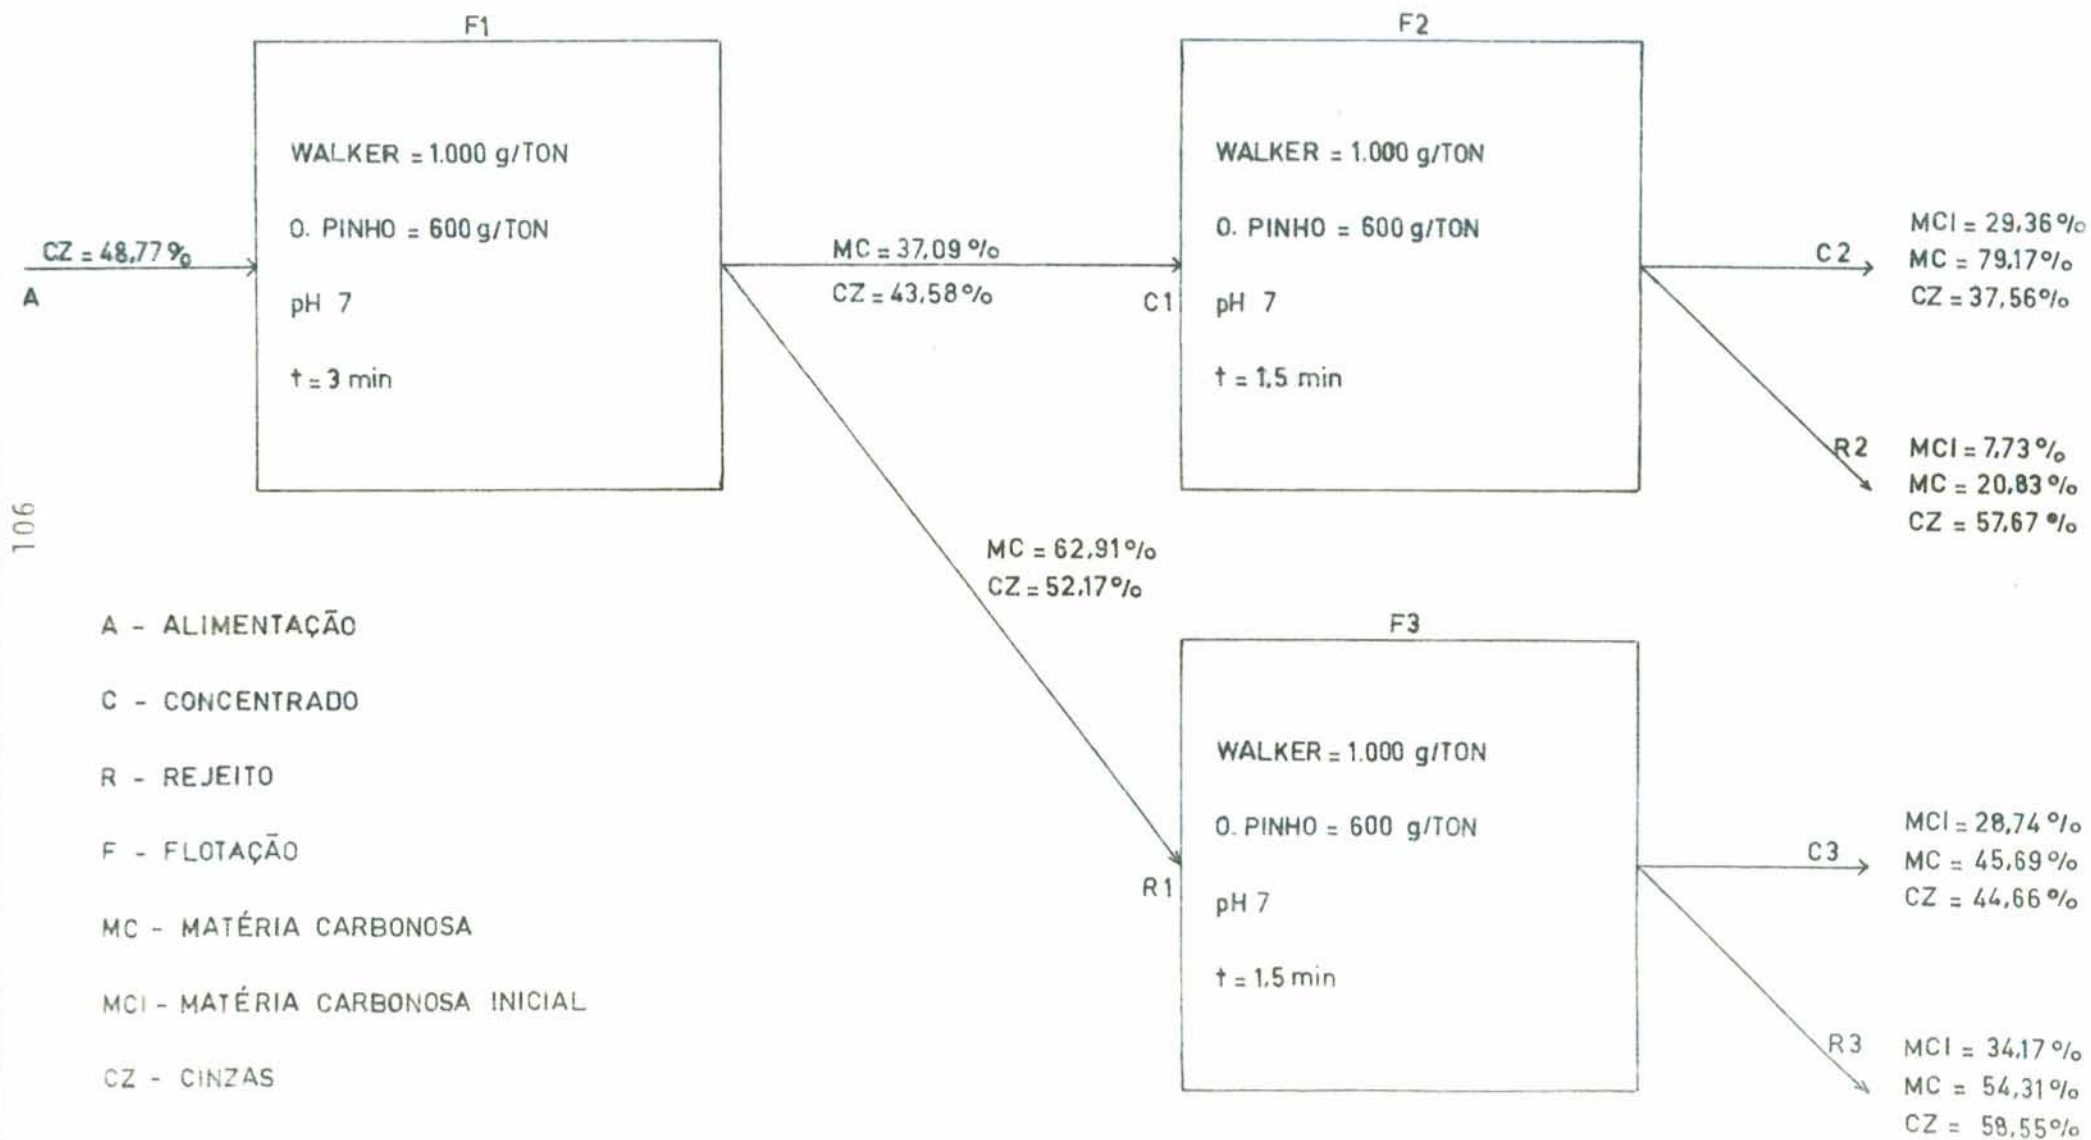 F1
WALKER = 1.000 g/TON
O. PINHO = 600 g/TON
pH 7
t = 3 min
CZ = 48,77%
A
MC = 37,09%
CZ = 43,58%
C1
F2
WALKER = 1.000 g/TON
O. PINHO = 600 g/TON
pH 7
t = 1,5 min
C2
MCI = 29,36%
MC = 79,17%
CZ = 37,56%
R2
MCI = 7,73%
MC = 20,83%
CZ = 57,67%
MC = 62,91%
CZ = 52,17%
R1
F3
WALKER = 1.000 g/TON
O. PINHO = 600 g/TON
pH 7
t = 1,5 min
C3
MCI = 28,74%
MC = 45,69%
CZ = 44,66%
R3
MCI = 34,17%
MC = 54,31%
CZ = 58,55%
106
A - ALIMENTAÇÃO
C - CONCENTRADO
R - REJEITO
F - FLOTAÇÃO
MC - MATÉRIA CARBONOSA
MCI - MATÉRIA CARBONOSA INICIAL
CZ - CINZAS